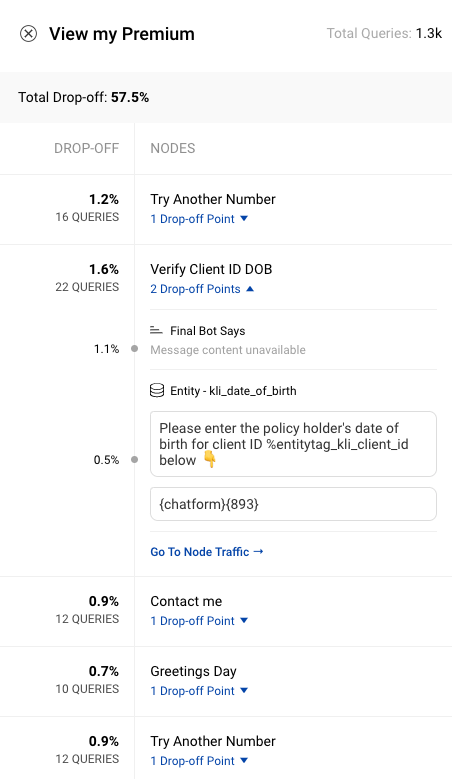 View my Premium
Total Queries: 1.3k
Total Drop-off: 57.5%
DROP-OFF
NODES
1.2%
16 QUERIES
Try Another Number
1 Drop-off Point ▼
1.6%
22 QUERIES
Verify Client ID DOB
2 Drop-off Points ▲
1.1%
Final Bot Says
Message content unavailable
Entity - kli_date_of_birth
0.5%
Please enter the policy holder's date of
birth for client ID %entitytag_kli_client_id
below 👇
{chatform}{893}
Go To Node Traffic →
0.9%
12 QUERIES
Contact me
1 Drop-off Point ▼
0.7%
10 QUERIES
Greetings Day
1 Drop-off Point ▼
0.9%
12 QUERIES
Try Another Number
1 Drop-off Point ▼